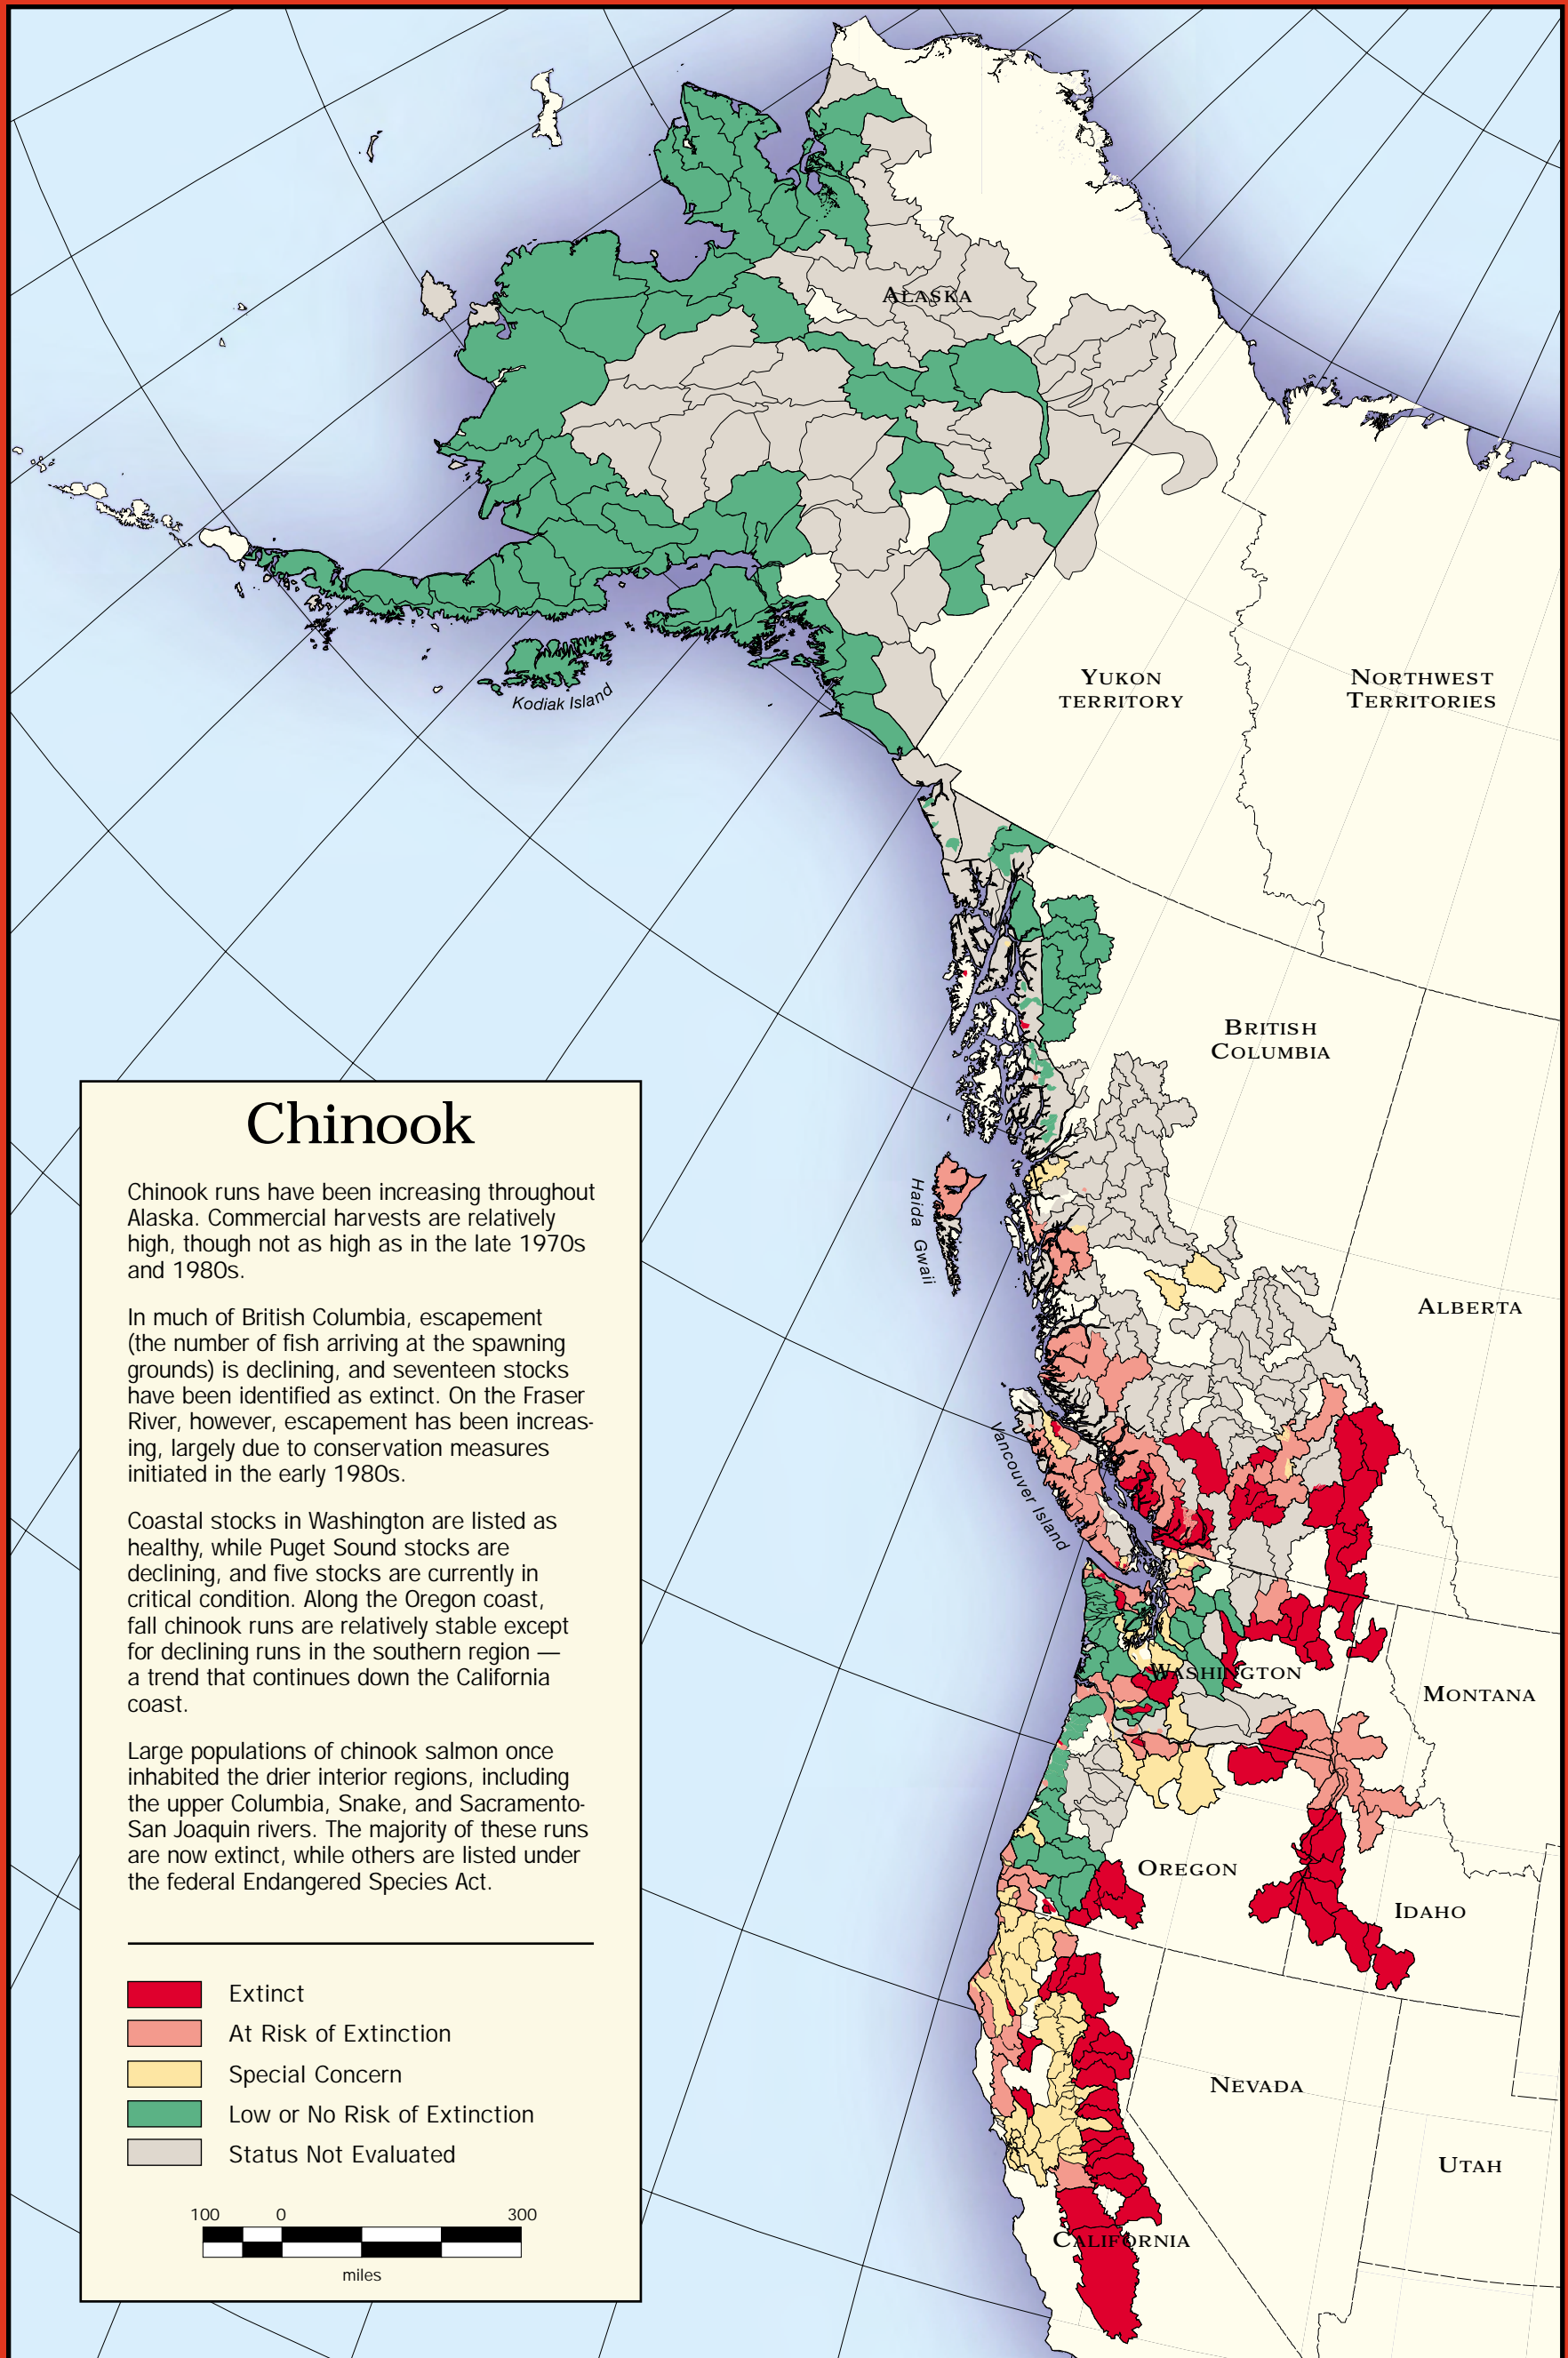 ALASKA
YUKON
TERRITORY
NORTHWEST
TERRITORIES
Kodiak Island
BRITISH
COLUMBIA
Haida Gwaii
ALBERTA
Vancouver Island
WASHINGTON
MONTANA
OREGON
IDAHO
NEVADA
UTAH
CALIFORNIA
Chinook
Chinook runs have been increasing throughout
Alaska. Commercial harvests are relatively
high, though not as high as in the late 1970s
and 1980s.
In much of British Columbia, escapement
(the number of fish arriving at the spawning
grounds) is declining, and seventeen stocks
have been identified as extinct. On the Fraser
River, however, escapement has been increas-
ing, largely due to conservation measures
initiated in the early 1980s.
Coastal stocks in Washington are listed as
healthy, while Puget Sound stocks are
declining, and five stocks are currently in
critical condition. Along the Oregon coast,
fall chinook runs are relatively stable except
for declining runs in the southern region —
a trend that continues down the California
coast.
Large populations of chinook salmon once
inhabited the drier interior regions, including
the upper Columbia, Snake, and Sacramento-
San Joaquin rivers. The majority of these runs
are now extinct, while others are listed under
the federal Endangered Species Act.
Extinct
At Risk of Extinction
Special Concern
Low or No Risk of Extinction
Status Not Evaluated
100 0 300
miles